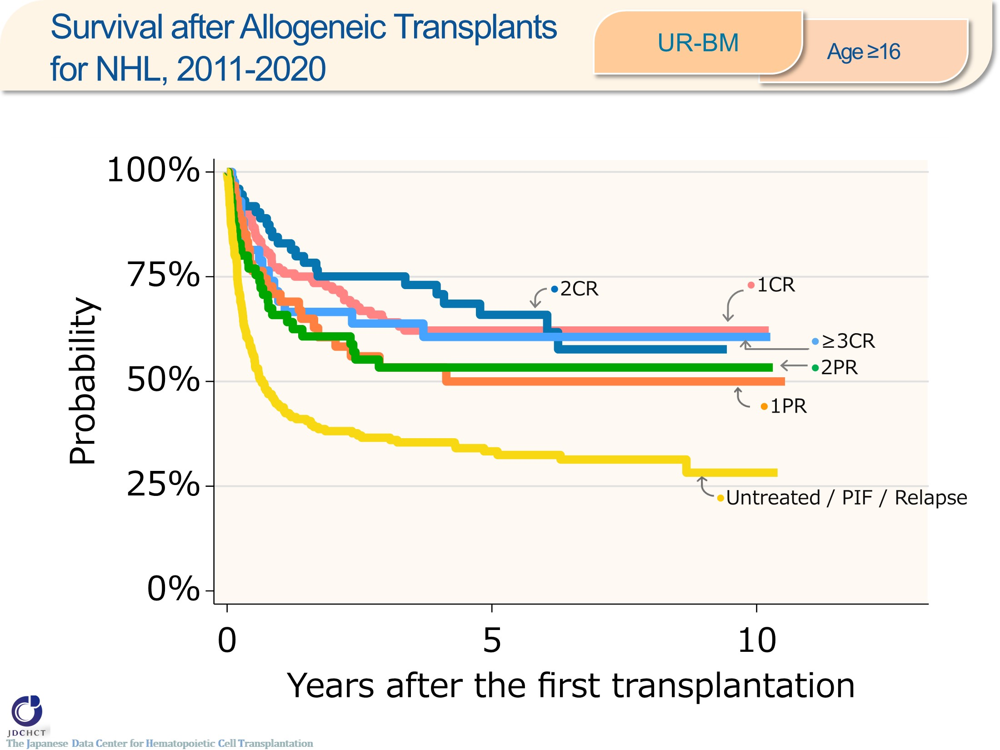 Survival after Allogeneic Transplants
for NHL, 2011-2020
UR-BM
Age ≥16
100%
75%
50%
25%
0%
Probability
2CR
1CR
≥3CR
2PR
1PR
Untreated / PIF / Relapse
0
5
10
Years after the first transplantation
JDCHCT
The Japanese Data Center for Hematopoietic Cell Transplantation